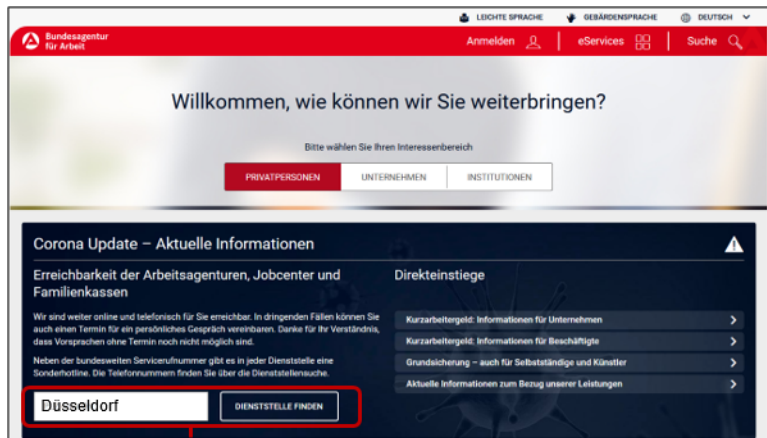 LEICHTE SPRACHE GEBÄRDENSPRACHE DEUTSCH
Bundesagentur
für Arbeit
Anmelden eServices Suche
Willkommen, wie können wir Sie weiterbringen?
Bitte wählen Sie Ihren Interessenbereich
PRIVATPERSONEN UNTERNEHMEN INSTITUTIONEN
Corona Update – Aktuelle Informationen
Erreichbarkeit der Arbeitsagenturen, Jobcenter und
Familienkassen
Wir sind weiter online und telefonisch für Sie erreichbar. In dringenden Fällen können Sie
auch einen Termin für ein persönliches Gespräch vereinbaren. Danke für Ihr Verständnis,
dass Vorsprachen ohne Termin noch nicht möglich sind.
Neben der bundesweiten Servicerufnummer gibt es in jeder Dienststelle eine
Sonderhotline. Die Telefonnummern finden Sie über die Dienststellensuche.
Düsseldorf DIENSTSTELLE FINDEN
Direkteinstiege
Kurzarbeitergeld: Informationen für Unternehmen
Kurzarbeitergeld: Informationen für Beschäftigte
Grundsicherung – auch für Selbstständige und Künstler
Aktuelle Informationen zum Bezug unserer Leistungen